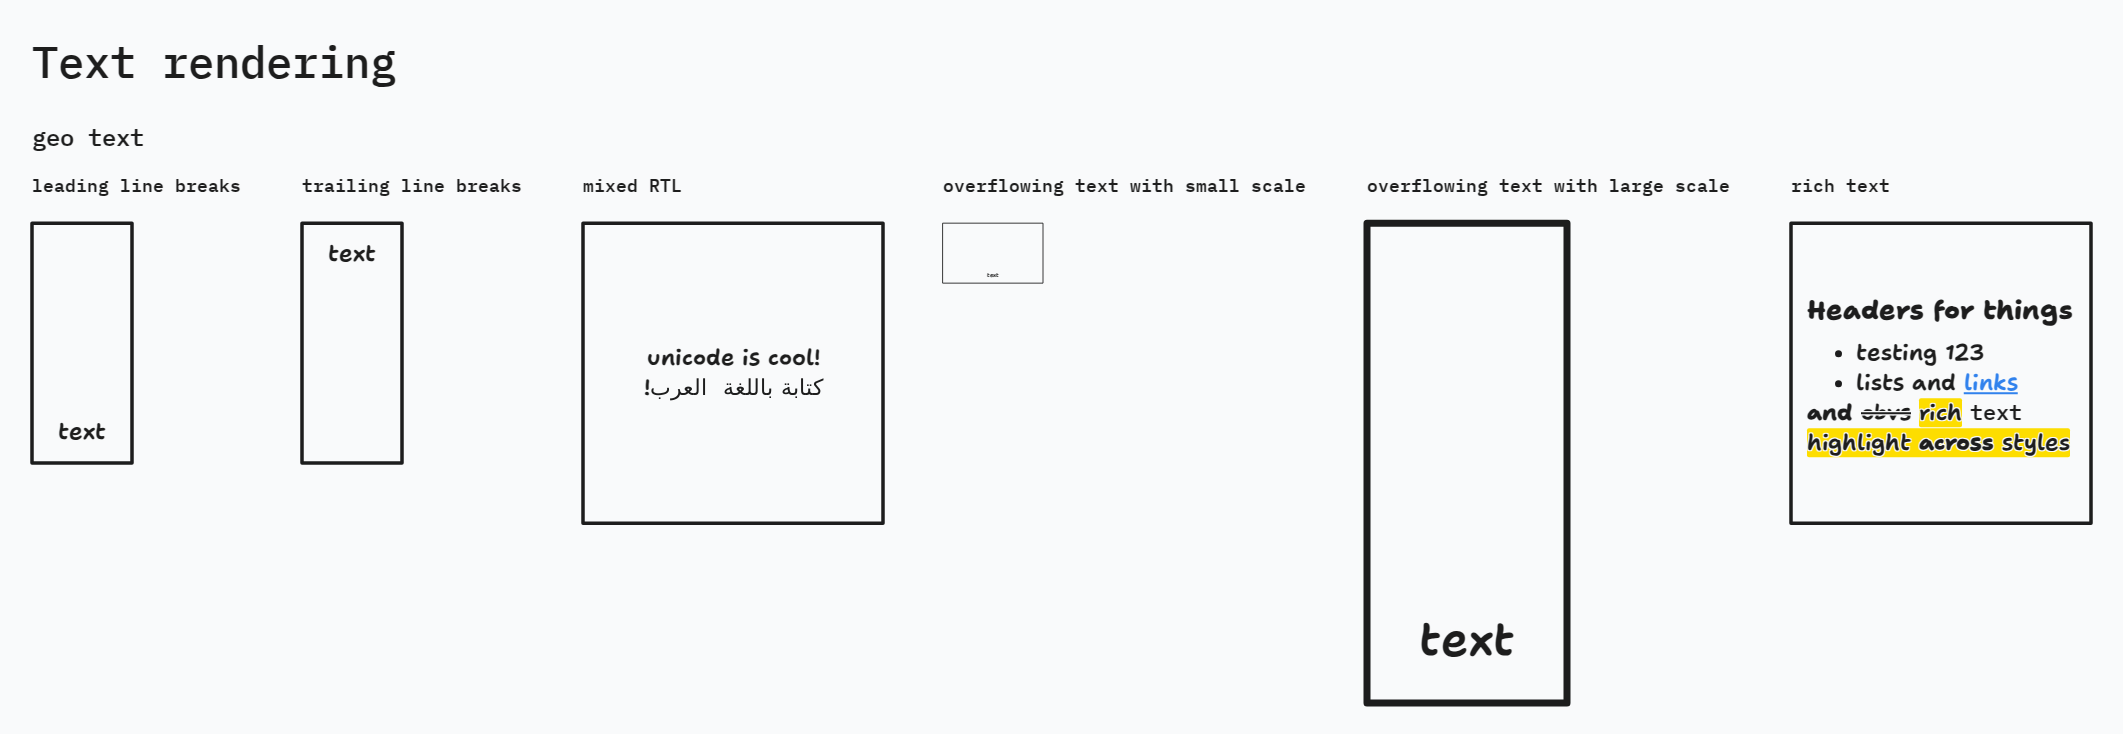 Text rendering
geo text
leading line breaks
trailing line breaks
mixed RTL
overflowing text with small scale
overflowing text with large scale
rich text
text
text
unicode is cool!
كتابة باللغة  العرب!
text
text
Headers for things
• testing 123
• lists and links
and obvs rich text
highlight across styles